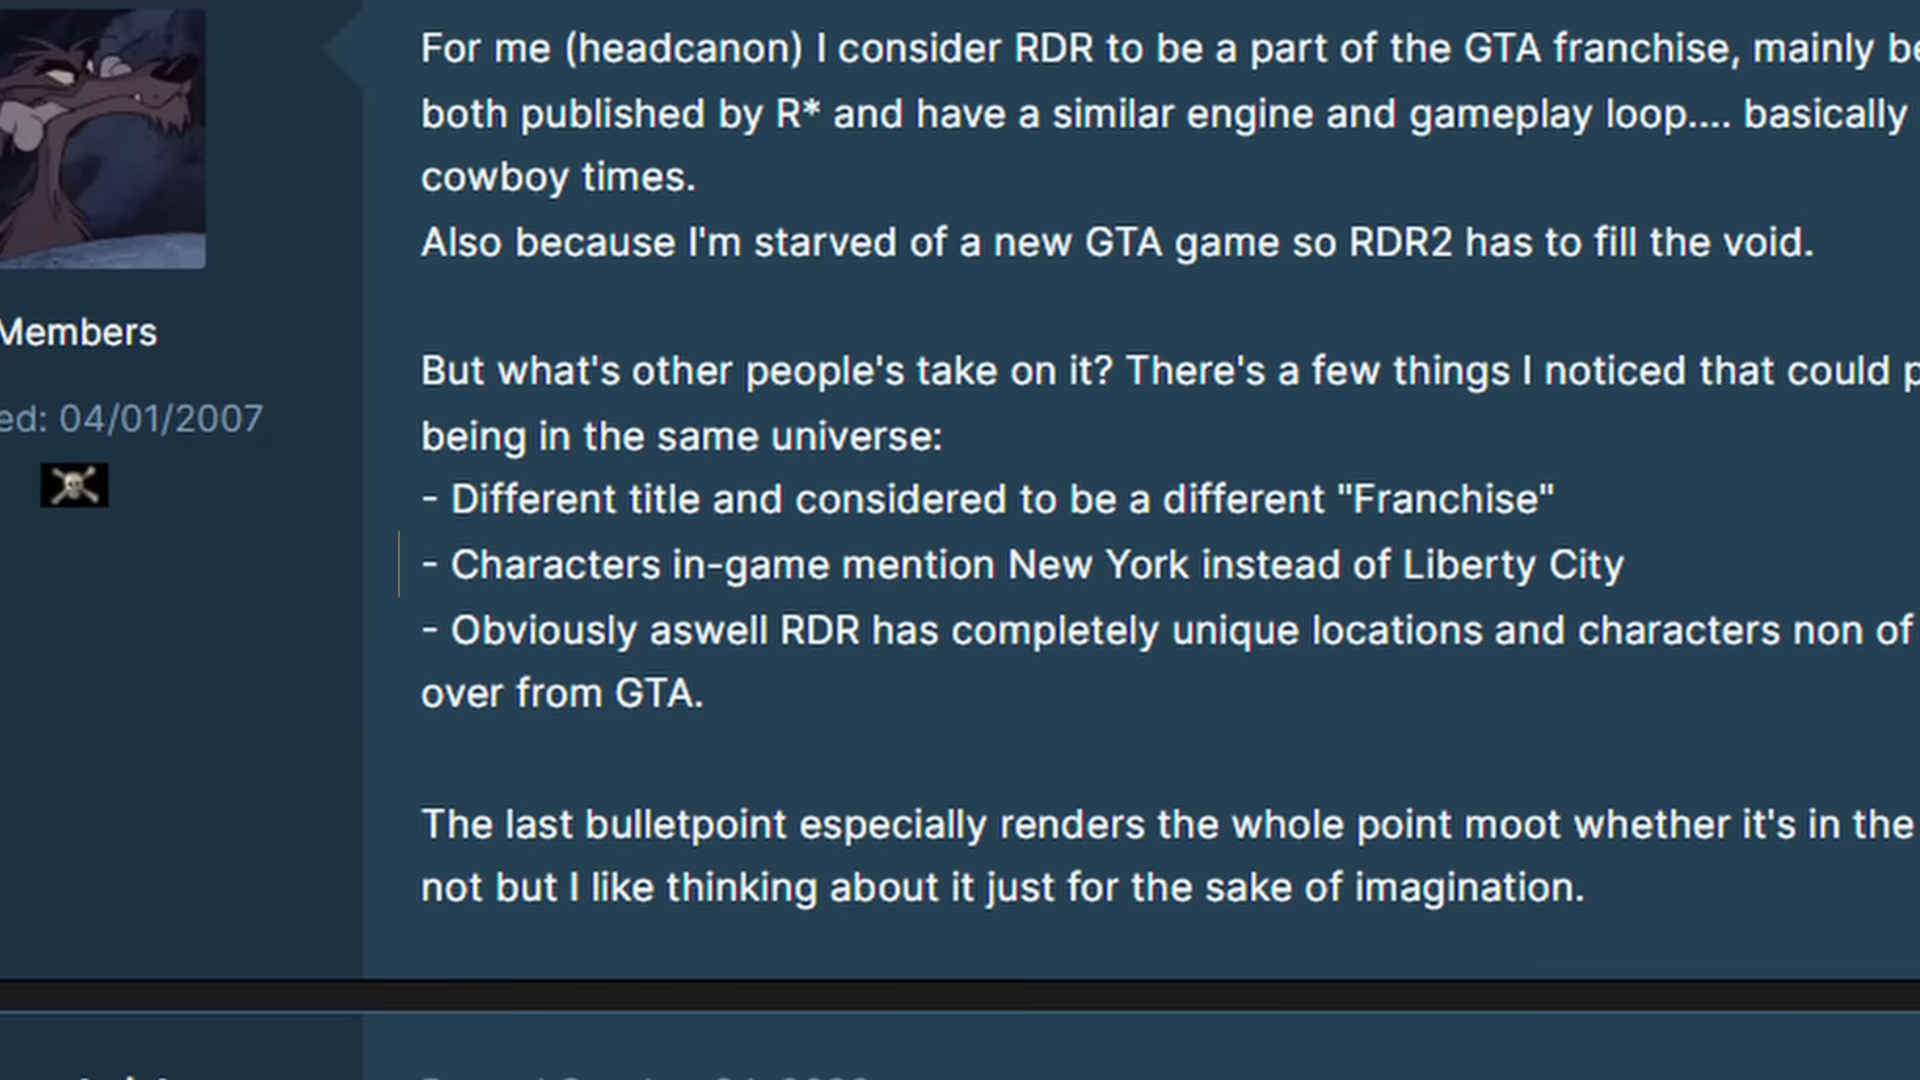 For me (headcanon) I consider RDR to be a part of the GTA franchise, mainly
both published by R* and have a similar engine and gameplay loop.... basically
cowboy times.
Also because I'm starved of a new GTA game so RDR2 has to fill the void.
Members
But what's other people's take on it? There's a few things I noticed that could
ed: 04/01/2007
being in the same universe:
- Different title and considered to be a different "Franchise"
- Characters in-game mention New York instead of Liberty City
- Obviously aswell RDR has completely unique locations and characters non of
over from GTA.
The last bulletpoint especially renders the whole point moot whether it's in the
not but I like thinking about it just for the sake of imagination.